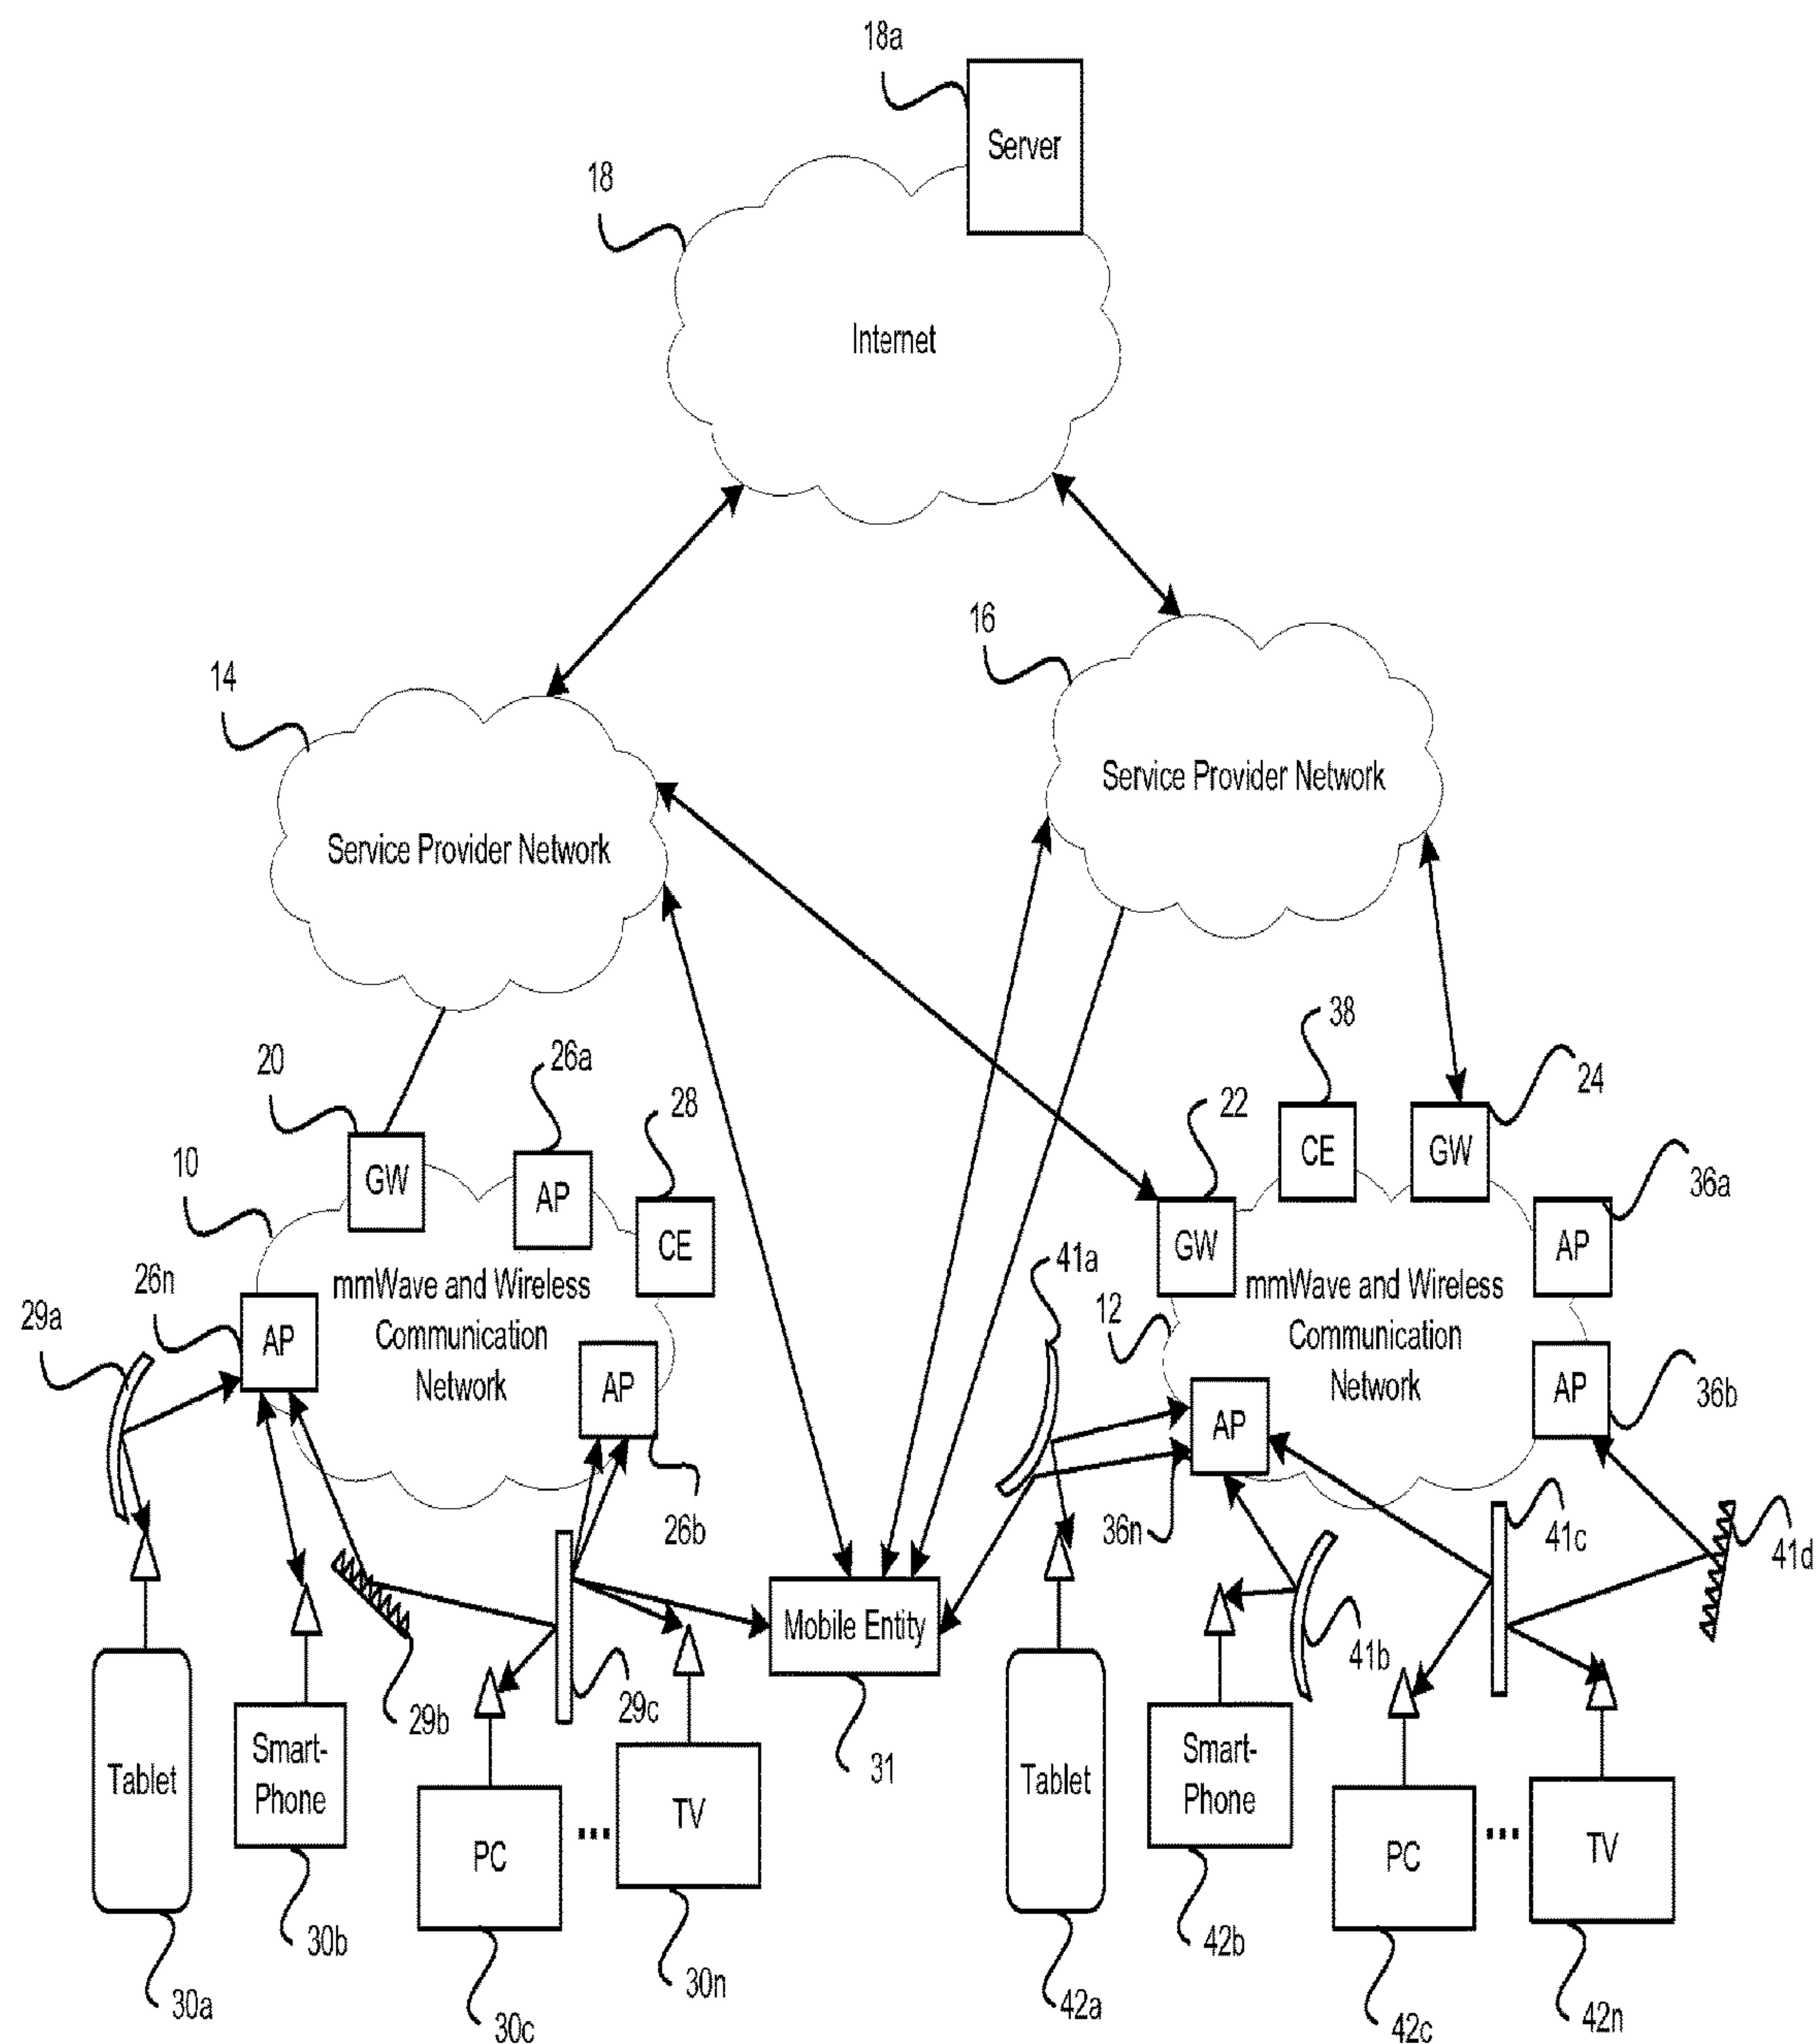 18a
Server
18
Internet
16
14
Service Provider Network
Service Provider Network
38
20
26a
28
22
24
10
GW
AP
CE
CE
GW
36a
26n
CE
GW
AP
29a
mmWave and Wireless
Communication
Network
AP
AP
26b
41a
12
mmWave and Wireless
Communication
Network
AP
AP
36b
36n
41c
41d
Mobile Entity
29b
29c
31
41b
Tablet
Smart-
Phone
PC
...
TV
Tablet
Smart-
Phone
PC
...
TV
30a
30b
30c
30n
42a
42b
42c
42n